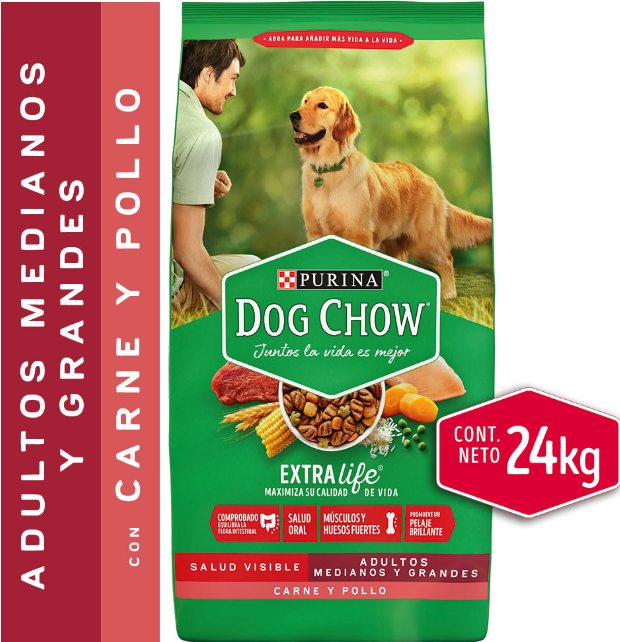 ADULTOS MEDIANOS
Y GRANDES
CON CARNE Y POLLO
• ABRA PARA AÑADIR MÁS VIDA A LA VIDA •
PURINA®
DOG CHOW®
Juntos la vida es mejor
CONT.
NETO 24kg
EXTRA life®
MAXIMIZA SU CALIDAD DE VIDA
COMPROBADO
EQUILIBRA LA
FLORA INTESTINAL
SALUD
ORAL
MÚSCULOS Y
HUESOS FUERTES
PROMUEVE UN
PELAJE
BRILLANTE
SALUD VISIBLE
ADULTOS
MEDIANOS Y GRANDES
CARNE Y POLLO